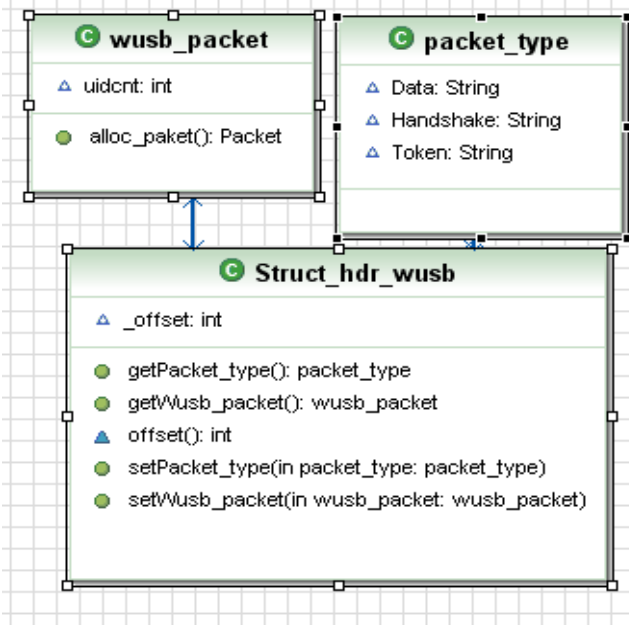 wusb_packet
uidcnt: int
alloc_paket(): Packet
packet_type
Data: String
Handshake: String
Token: String
Struct_hdr_wusb
_offset: int
getPacket_type(): packet_type
getWusb_packet(): wusb_packet
offset(): int
setPacket_type(in packet_type: packet_type)
setWusb_packet(in wusb_packet: wusb_packet)